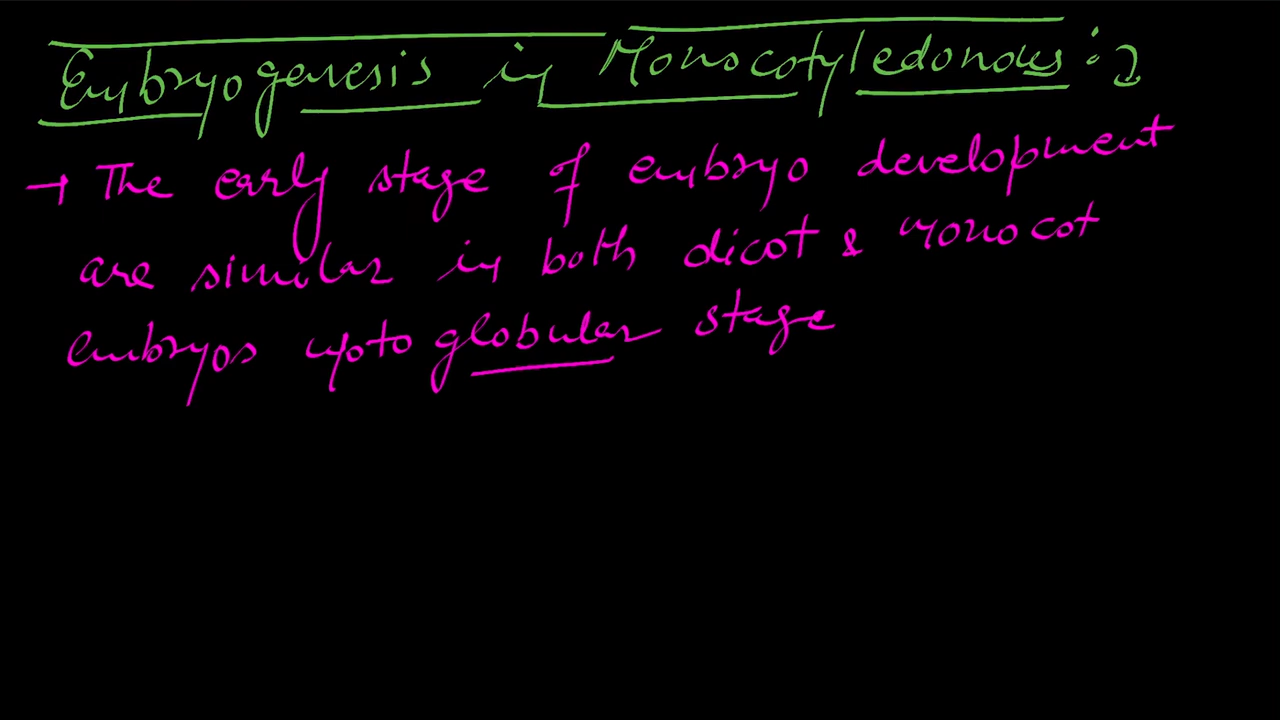 Embryogenesis in Monocotyledonous :-
→ The early stage of embryo development
are similar in both dicot & monocot
embryos upto globular stage